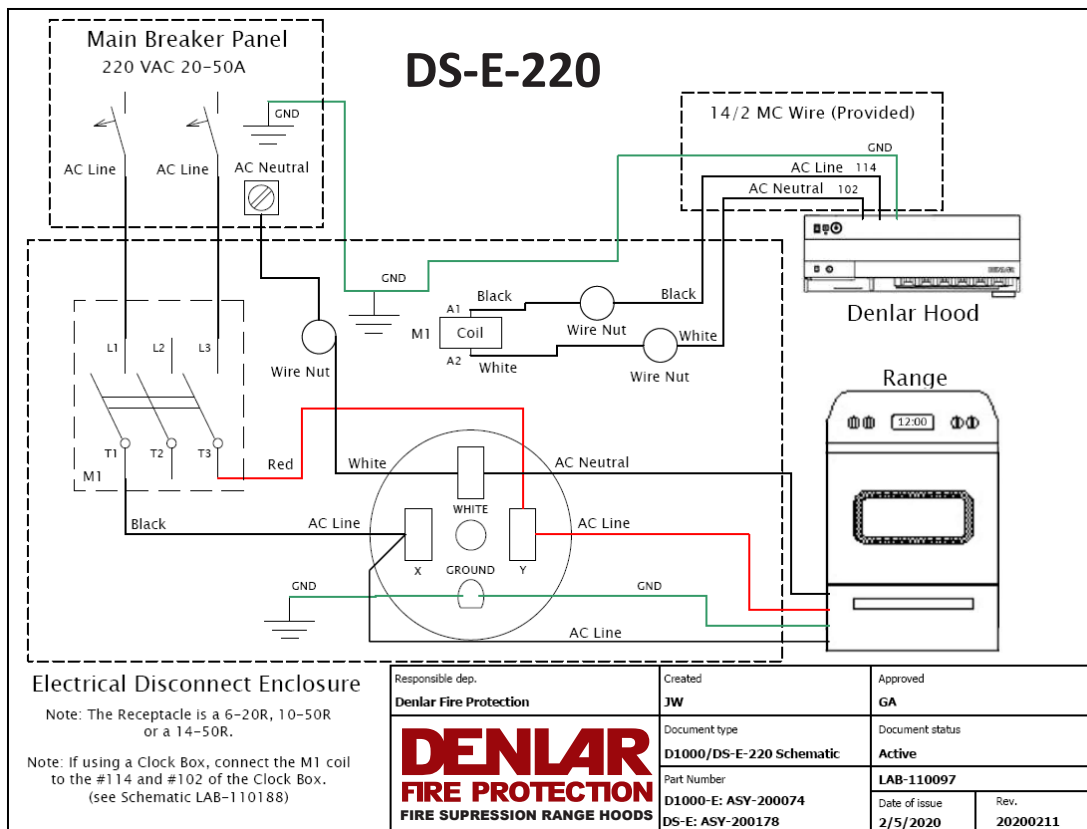 Main Breaker Panel
220 VAC 20-50A
DS-E-220
GND
AC Line
AC Line
AC Neutral
14/2 MC Wire (Provided)
GND
AC Line 114
AC Neutral 102
DENLAR
Denlar Hood
GND
Black
Black
A1
M1
Coil
A2
Wire Nut
White
White
Wire Nut
Wire Nut
L1
L2
L3
T1
T2
T3
M1
Red
White
AC Neutral
WHITE
Black
AC Line
AC Line
X
GROUND
Y
GND
GND
AC Line
Range
12:00
Electrical Disconnect Enclosure
Note: The Receptacle is a 6-20R, 10-50R
or a 14-50R.
Note: If using a Clock Box, connect the M1 coil
to the #114 and #102 of the Clock Box.
(see Schematic LAB-110188)
Responsible dep.
Denlar Fire Protection
Created
JW
Approved
GA
DENLAR
FIRE PROTECTION
FIRE SUPRESSION RANGE HOODS
Document type
D1000/DS-E-220 Schematic
Document status
Active
Part Number
D1000-E: ASY-200074
DS-E: ASY-200178
LAB-110097
Date of issue
2/5/2020
Rev.
20200211